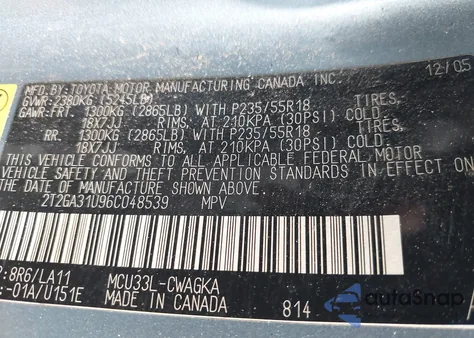 MFD. BY: TOYOTA MOTOR MANUFACTURING CANADA INC. 12/05
GVWR: 2380KG (5245LB)
GAWR: FRT. 1300KG (2865LB) WITH P235/55R18 TIRES.
18X7JJ RIMS. AT 210KPA (30PSI) COLD.
RR. 1300KG (2865LB) WITH P235/55R18 TIRES.
18X7JJ RIMS. AT 210KPA (30PSI) COLD.
THIS VEHICLE CONFORMS TO ALL APPLICABLE FEDERAL MOTOR
VEHICLE SAFETY AND THEFT PREVENTION STANDARDS IN EFFECT
ON THE DATE OF MANUFACTURE SHOWN ABOVE.
2T2GA31U96C048539 MPV
: 8R6/LA11 MCU33L-CWAGKA
: -01A/U151E MADE IN CANADA 814
autoSnap